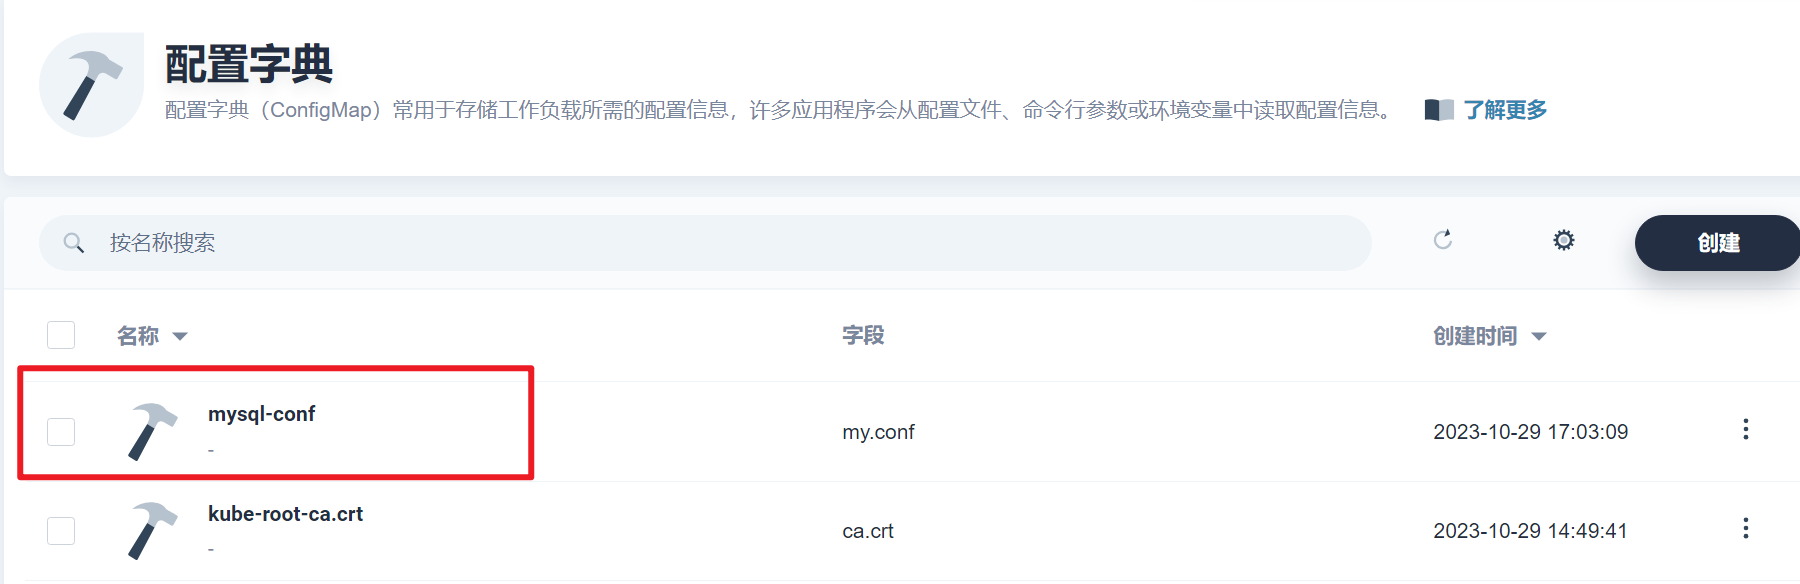 配置字典
配置字典（ConfigMap）常用于存储工作负载所需的配置信息，许多应用程序会从配置文件、命令行参数或环境变量中读取配置信息。 了解更多
按名称搜索 创建
名称 字段 创建时间
mysql-conf
-
my.conf 2023-10-29 17:03:09
kube-root-ca.crt
-
ca.crt 2023-10-29 14:49:41